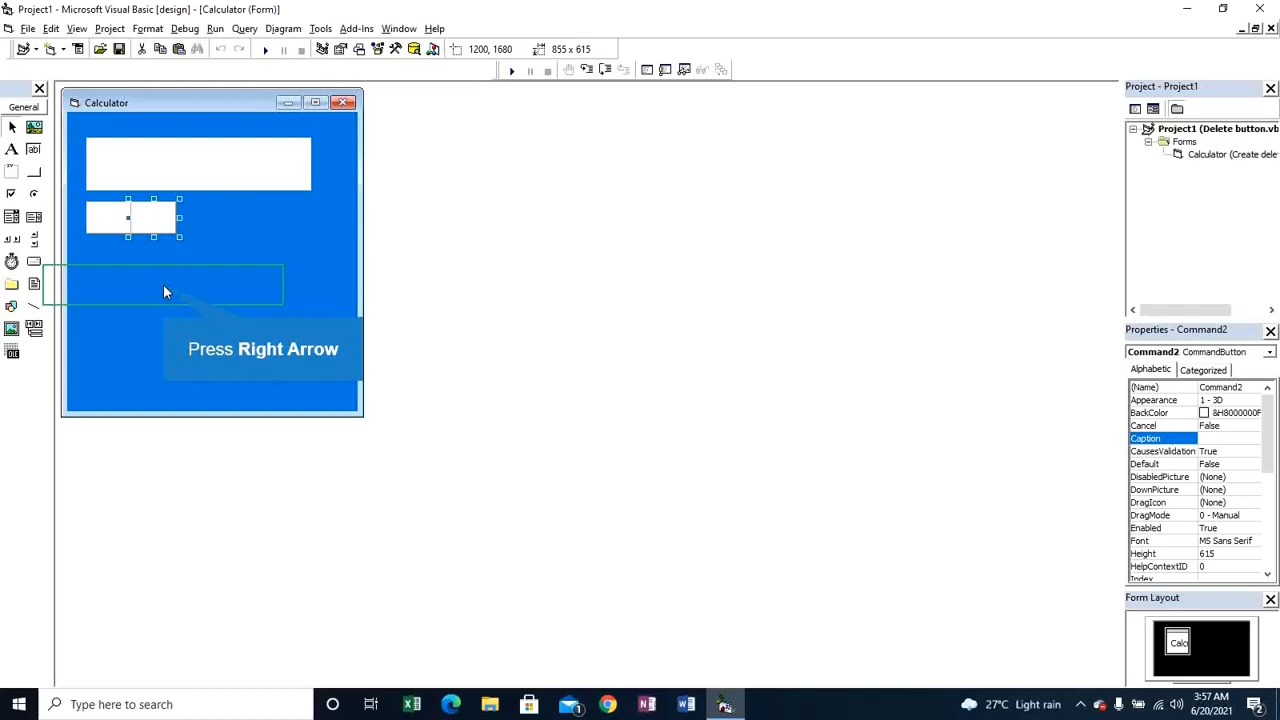 Project1 - Microsoft Visual Basic [design] - [Calculator (Form)]
File Edit View Project Format Debug Run Query Diagram Tools Add-Ins Window Help
1200, 1680 855 x 615
General
Calculator
Press Right Arrow
Project - Project1
Project1 (Delete button.vb
Forms
Calculator (Create dele
Properties - Command2
Command2 CommandButton
Alphabetic Categorized
(Name) Command2
Appearance 1 - 3D
BackColor &H8000000F
Cancel False
Caption
CausesValidation True
Default False
DisabledPicture (None)
DownPicture (None)
DragIcon (None)
DragMode 0 - Manual
Enabled True
Font MS Sans Serif
Height 615
HelpContextID 0
Index
Form Layout
Calc
Type here to search
27°C Light rain
3:57 AM
6/20/2021